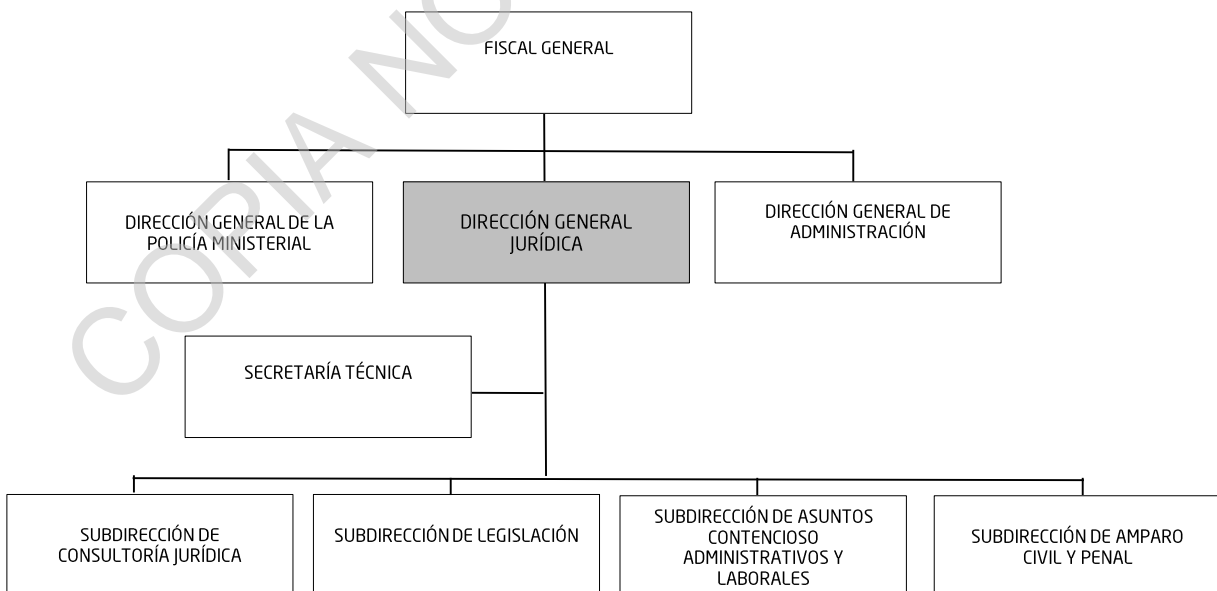 FISCAL GENERAL
DIRECCIÓN GENERAL DE LA
POLICÍA MINISTERIAL
DIRECCIÓN GENERAL
JURÍDICA
DIRECCIÓN GENERAL DE
ADMINISTRACIÓN
SECRETARÍA TÉCNICA
SUBDIRECCIÓN DE
CONSULTORÍA JURÍDICA
SUBDIRECCIÓN DE LEGISLACIÓN
SUBDIRECCIÓN DE ASUNTOS
CONTENCIOSO
ADMINISTRATIVOS Y
LABORALES
SUBDIRECCIÓN DE AMPARO
CIVIL Y PENAL
COPIA NO